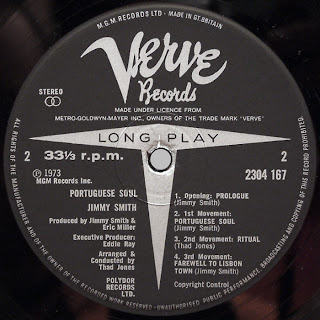 M.G.M. RECORDS LTD • MADE IN GT. BRITAIN
Verve
Records
STEREO
MADE UNDER LICENCE FROM
METRO-GOLDWYN-MAYER INC., OWNERS OF THE TRADE MARK "VERVE"
LONG PLAY
2
33⅓ r.p.m.
2
2304 167
℗ 1973
MGM Records Inc.
PORTUGUESE SOUL
JIMMY SMITH
Produced by Jimmy Smith &
Eric Miller
Executive Producer:
Eddie Ray
Arranged &
Conducted by
Thad Jones
POLYDOR
RECORDS
LTD.
1. Opening: PROLOGUE
(Jimmy Smith)
2. 1st Movement:
PORTUGUESE SOUL
(Jimmy Smith)
3. 2nd Movement: RITUAL
(Thad Jones)
4. 3rd Movement:
FAREWELL TO LISBON
TOWN (Jimmy Smith)
Copyright Control
ALL RIGHTS OF THE MANUFACTURER AND OF THE OWNER OF THE RECORDED WORK RESERVED • UNAUTHORISED PUBLIC PERFORMANCE, BROADCASTING AND COPYING OF THIS RECORD PROHIBITED.